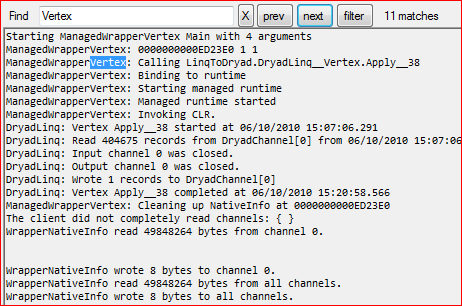 Find Vertex X prev next filter 11 matches
Starting ManagedWrapperVertex Main with 4 arguments
ManagedWrapperVertex: 0000000000ED23E0 1 1
ManagedWrapperVertex: Calling LinqToDryad.DryadLinq__Vertex.Apply__38
ManagedWrapperVertex: Binding to runtime
ManagedWrapperVertex: Starting managed runtime
ManagedWrapperVertex: Managed runtime started
ManagedWrapperVertex: Invoking CLR.
DryadLinq: Vertex Apply__38 started at 06/10/2010 15:07:06.291
DryadLinq: Read 404675 records from DryadChannel[0] from 06/10/2010 15:07:06
DryadLinq: Input channel 0 was closed.
DryadLinq: Output channel 0 was closed.
DryadLinq: Wrote 1 records to DryadChannel[0]
DryadLinq: Vertex Apply__38 completed at 06/10/2010 15:20:58.566
ManagedWrapperVertex: Cleaning up NativeInfo at 0000000000ED23E0
The client did not completely read channels: { }
WrapperNativeInfo read 49848264 bytes from channel 0.
WrapperNativeInfo wrote 8 bytes to channel 0.
WrapperNativeInfo read 49848264 bytes from all channels.
WrapperNativeInfo wrote 8 bytes to all channels.